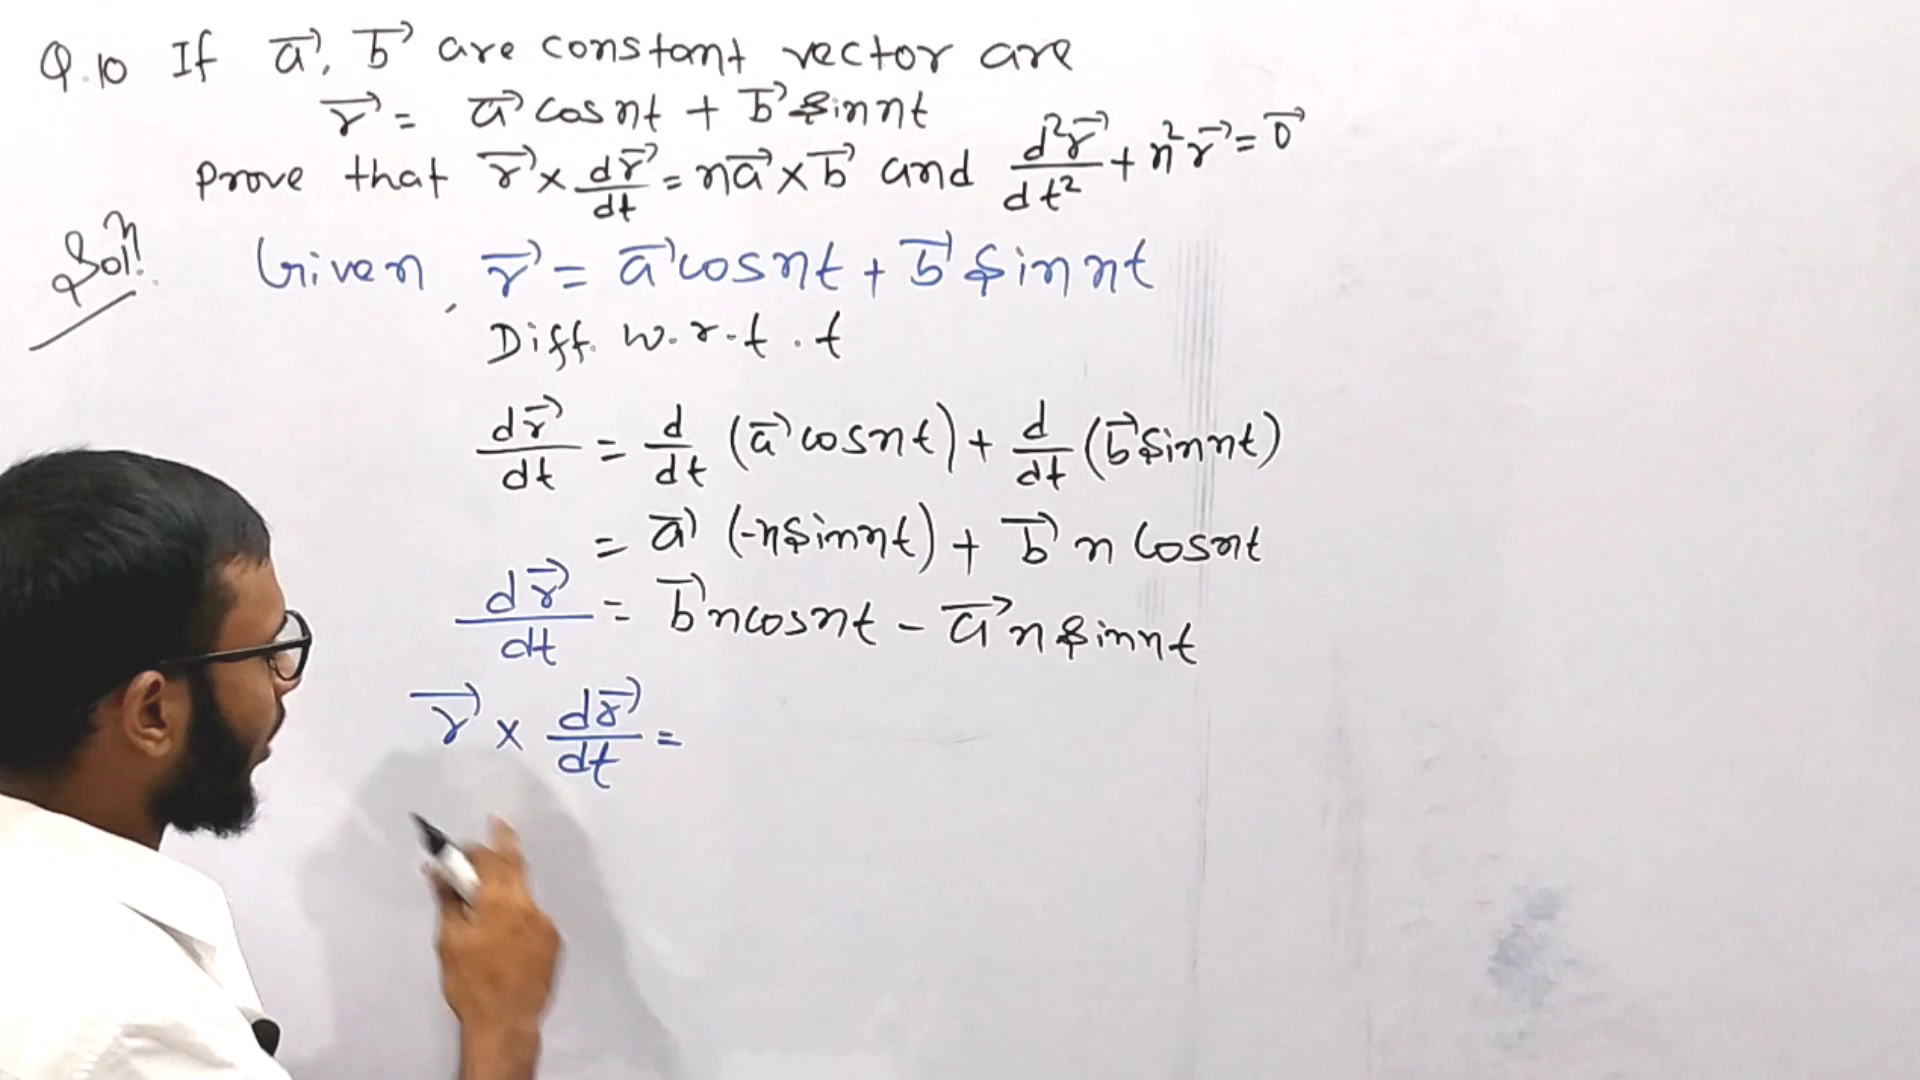 Q.10 If a⃗, b⃗ are constant vector are
r⃗ = a⃗ cos nt + b⃗ sin nt
prove that r⃗ × dr⃗/dt = n a⃗ × b⃗ and d²r⃗/dt² + n² r⃗ = 0⃗
Solⁿ. Given, r⃗ = a⃗ cos nt + b⃗ sin nt
Diff. w.r.t. t
dr⃗/dt = d/dt (a⃗ cos nt) + d/dt (b⃗ sin nt)
= a⃗ (-n sin nt) + b⃗ n cos nt
dr⃗/dt = b⃗ n cos nt - a⃗ n sin nt
r⃗ × dr⃗/dt =